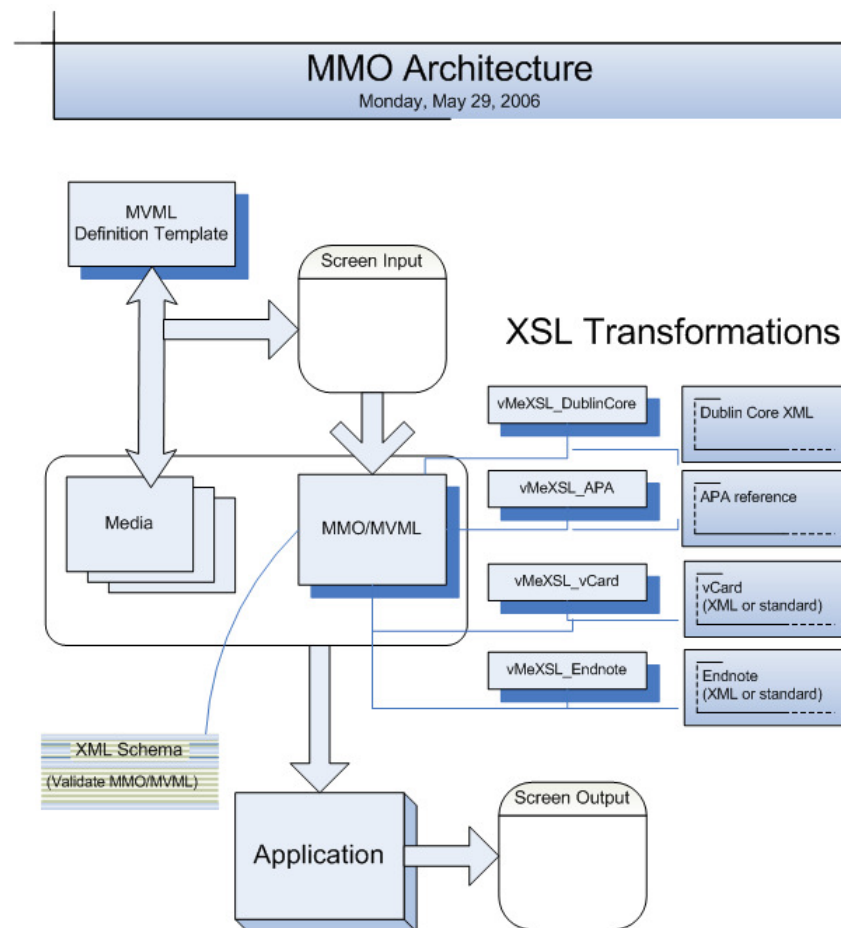 MMO Architecture
Monday, May 29, 2006
MVML
Definition Template
Screen Input
XSL Transformations
vMeXSL_DublinCore
Dublin Core XML
Media
MMO/MVML
vMeXSL_APA
APA reference
vMeXSL_vCard
vCard
(XML or standard)
vMeXSL_Endnote
Endnote
(XML or standard)
XML Schema
(Validate MMO/MVML)
Screen Output
Application